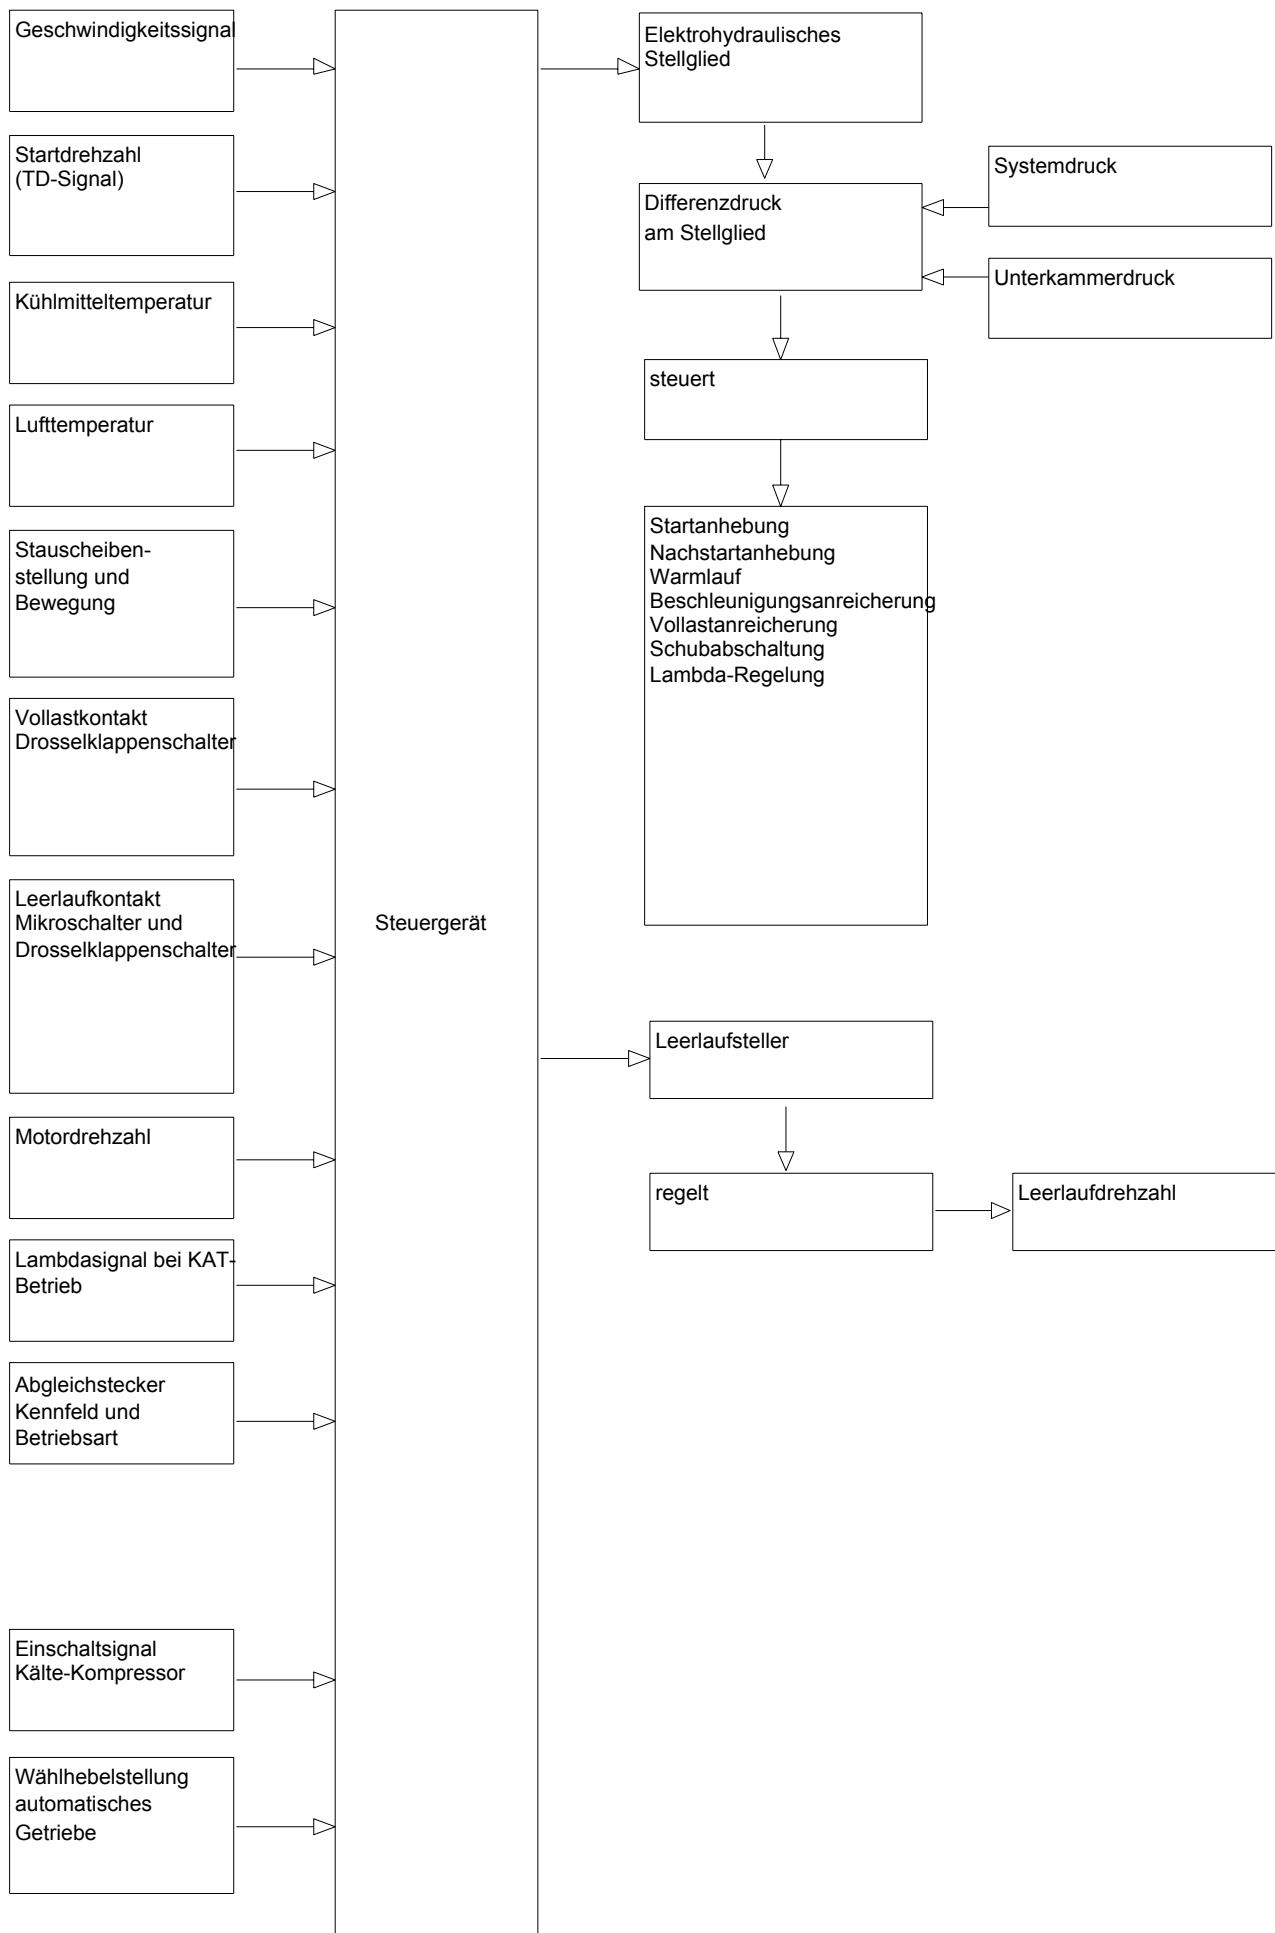 Geschwindigkeitssignal
Startdrehzahl
(TD-Signal)
Kühlmitteltemperatur
Lufttemperatur
Stauscheiben-
stellung und
Bewegung
Vollastkontakt
Drosselklappenschalter
Leerlaufkontakt
Mikroschalter und
Drosselklappenschalter
Motordrehzahl
Lambdasignal bei KAT-
Betrieb
Abgleichstecker
Kennfeld und
Betriebsart
Einschaltsignal
Kälte-Kompressor
Wählhebelstellung
automatisches
Getriebe
Steuergerät
Elektrohydraulisches
Stellglied
Differenzdruck
am Stellglied
Systemdruck
Unterkammerdruck
steuert
Startanhebung
Nachstartanhebung
Warmlauf
Beschleunigungsanreicherung
Vollastanreicherung
Schubabschaltung
Lambda-Regelung
Leerlaufsteller
regelt
Leerlaufdrehzahl